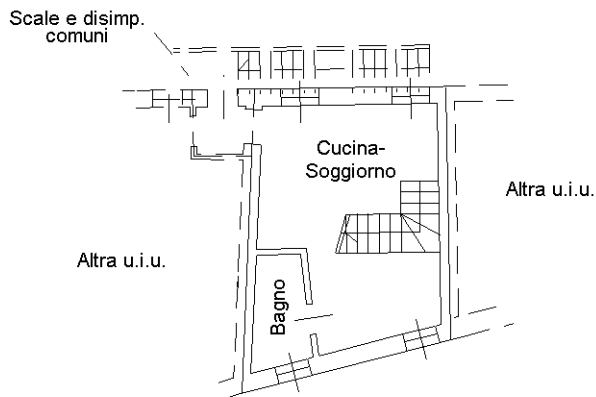 Scale e disimp.
comuni
Cucina-
Soggiorno
Altra u.i.u.
Altra u.i.u.
Bagno